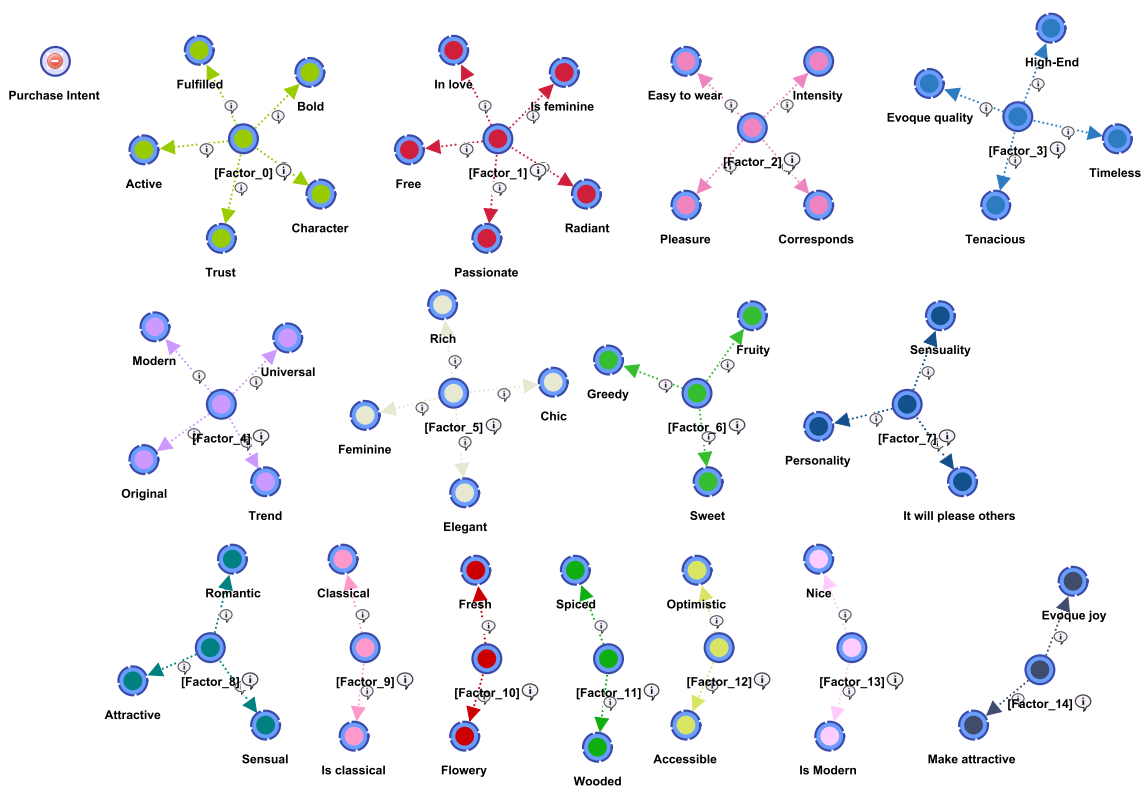 Purchase Intent
Fulfilled
Bold
Active
[Factor_0]
Character
Trust
In love
Is feminine
Free
[Factor_1]
Radiant
Passionate
Easy to wear
Intensity
[Factor_2]
Pleasure
Corresponds
High-End
Evoque quality
[Factor_3]
Timeless
Tenacious
Modern
Universal
[Factor_4]
Original
Trend
Rich
Chic
Feminine
[Factor_5]
Elegant
Fruity
Greedy
[Factor_6]
Sweet
Sensuality
Personality
[Factor_7]
It will please others
Romantic
[Factor_8]
Attractive
Sensual
Classical
[Factor_9]
Is classical
Fresh
[Factor_10]
Flowery
Spiced
[Factor_11]
Wooded
Optimistic
[Factor_12]
Accessible
Nice
[Factor_13]
Is Modern
Evoque joy
[Factor_14]
Make attractive